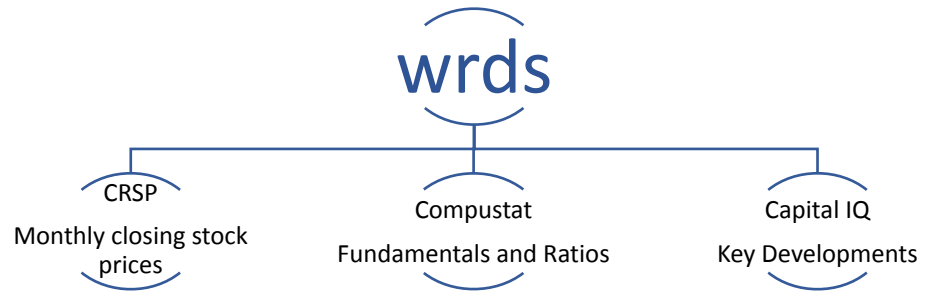 wrds
CRSP
Monthly closing stock
prices
Compustat
Fundamentals and Ratios
Capital IQ
Key Developments